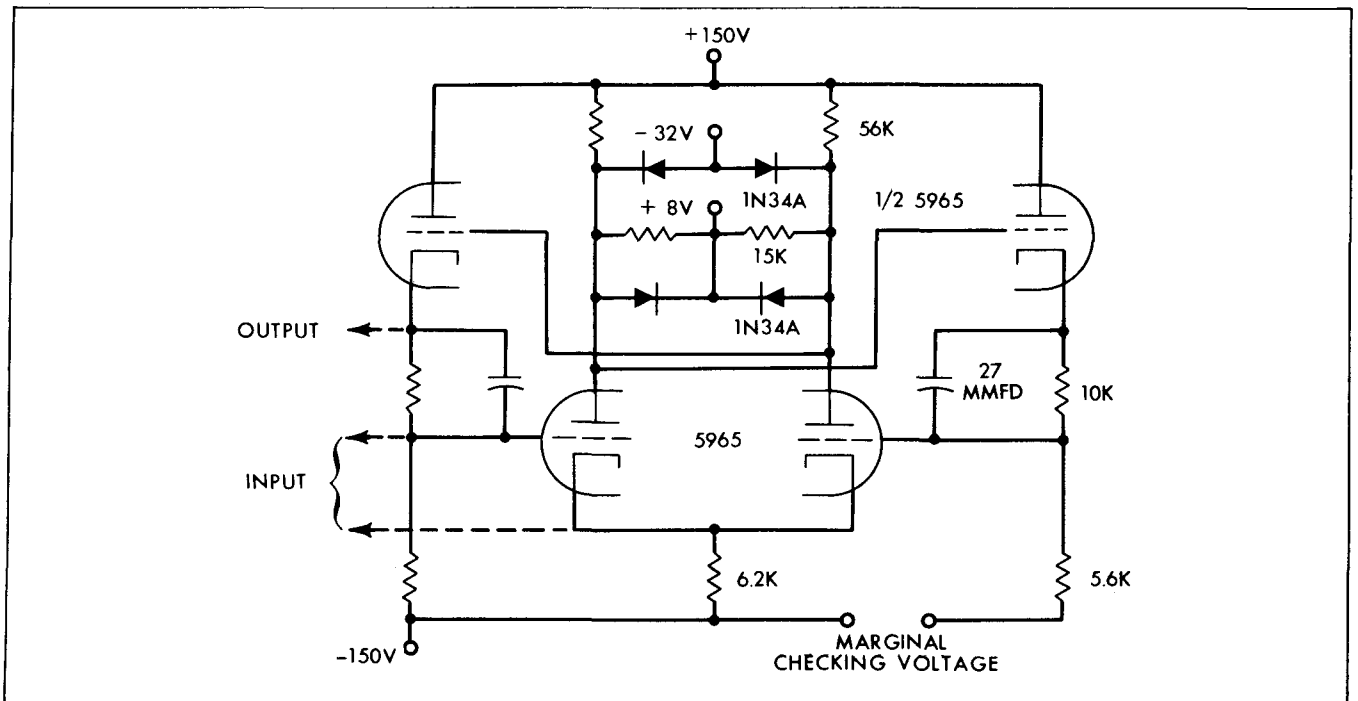 +150V
56K
- 32V
1N34A
1/2 5965
+ 8V
15K
1N34A
OUTPUT
27
MMFD
10K
5965
INPUT
6.2K
5.6K
-150V
MARGINAL
CHECKING VOLTAGE